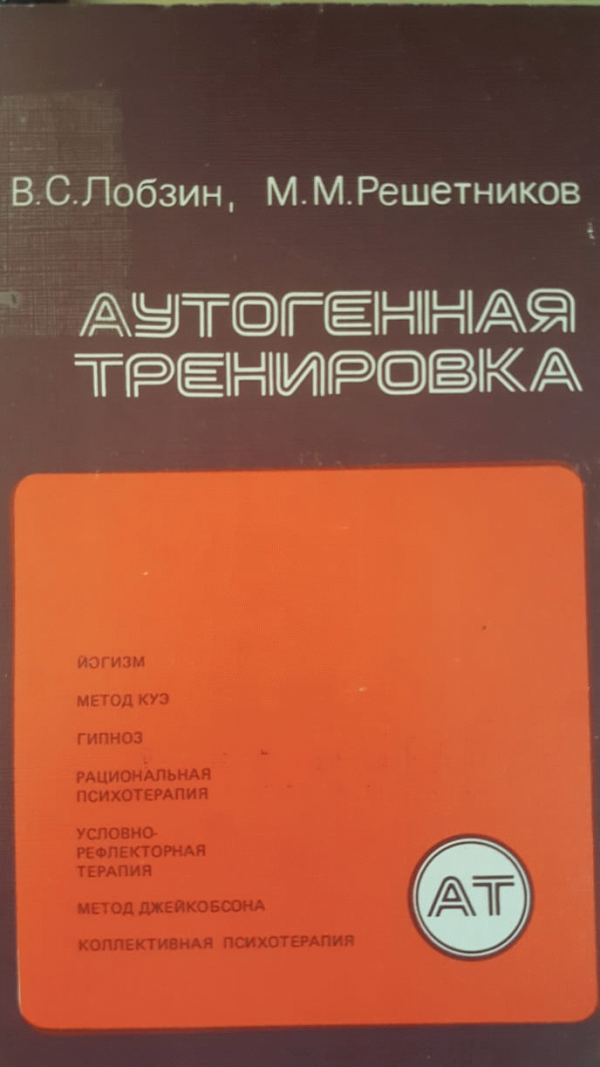 В.С.Лобзин, М.М.Решетников
АУТОГЕННАЯ
ТРЕНИРОВКА
ЙОГИЗМ
МЕТОД КУЭ
ГИПНОЗ
РАЦИОНАЛЬНАЯ
ПСИХОТЕРАПИЯ
УСЛОВНО-
РЕФЛЕКТОРНАЯ
ТЕРАПИЯ
МЕТОД ДЖЕЙКОБСОНА
КОЛЛЕКТИВНАЯ ПСИХОТЕРАПИЯ
АТ